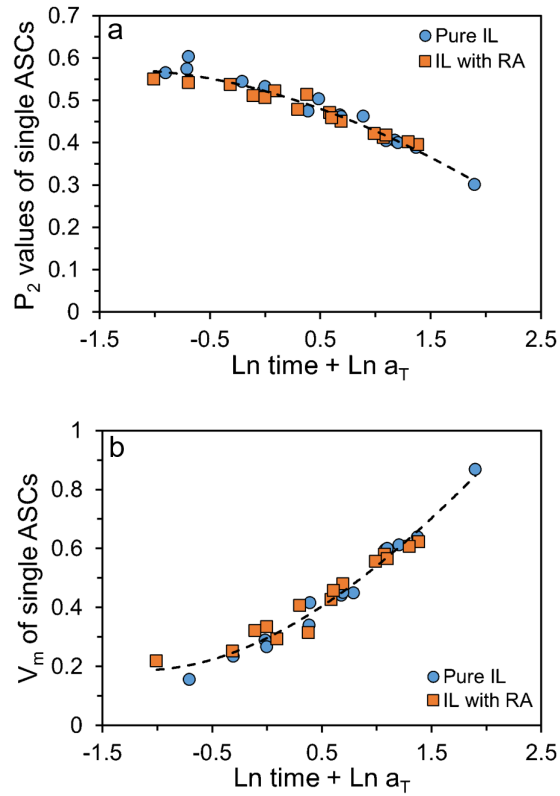 a
0.7
0.6
0.5
0.4
0.3
0.2
0.1
0
Pure IL
IL with RA
P2 values of single ASCs
-1.5 -0.5 0.5 1.5 2.5
Ln time + Ln aT
b
1
0.8
0.6
0.4
0.2
0
Vm of single ASCs
Pure IL
IL with RA
-1.5 -0.5 0.5 1.5 2.5
Ln time + Ln aT